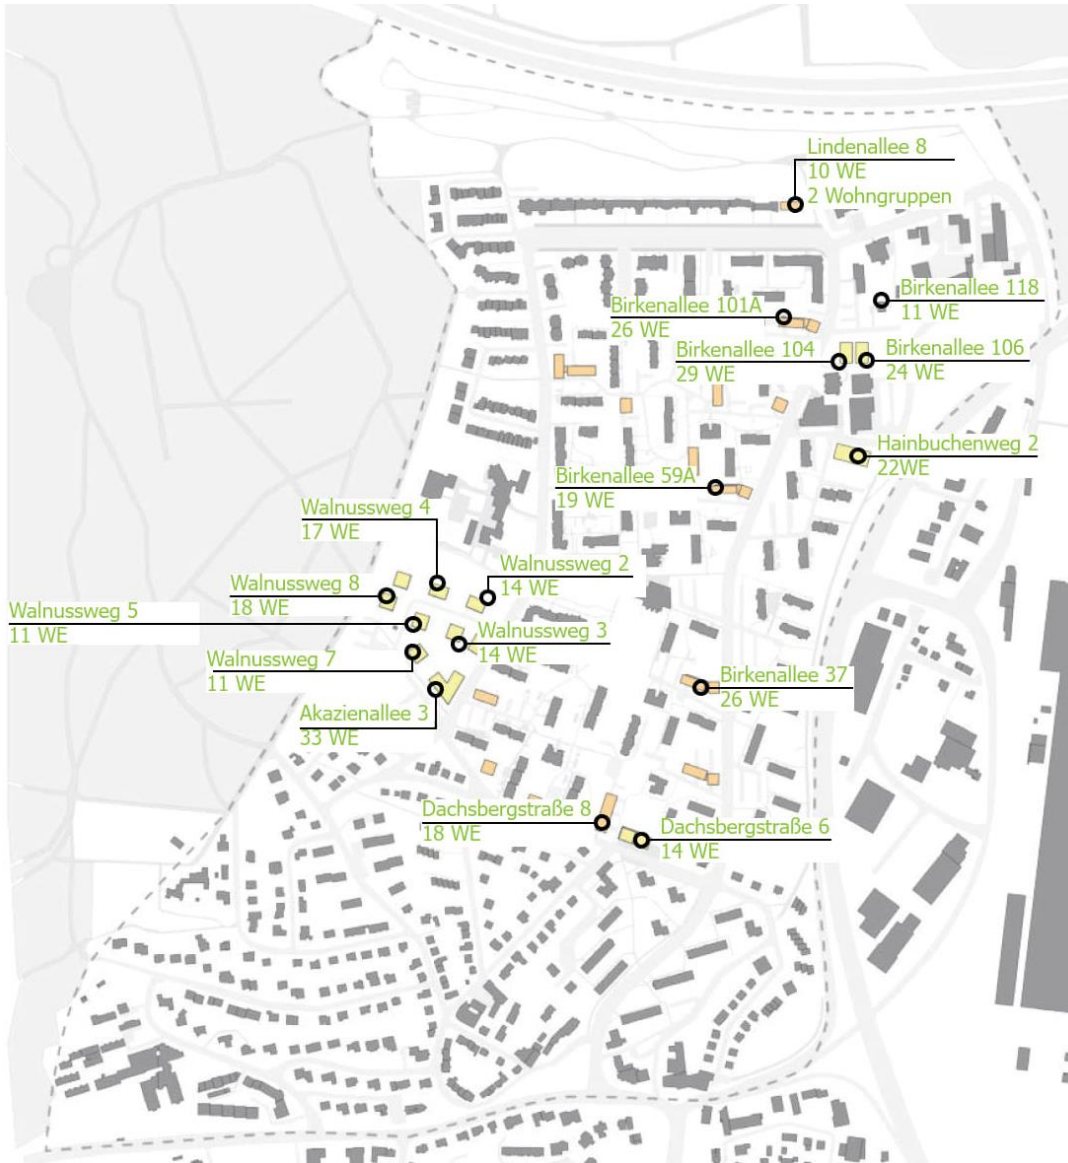 Lindenallee 8
10 WE
2 Wohngruppen
Birkenallee 118
11 WE
Birkenallee 101A
26 WE
Birkenallee 104
29 WE
Birkenallee 106
24 WE
Hainbuchenweg 2
22WE
Birkenallee 59A
19 WE
Walnussweg 4
17 WE
Walnussweg 2
14 WE
Walnussweg 8
18 WE
Walnussweg 5
11 WE
Walnussweg 3
14 WE
Walnussweg 7
11 WE
Birkenallee 37
26 WE
Akazienallee 3
33 WE
Dachsbergstraße 8
18 WE
Dachsbergstraße 6
14 WE